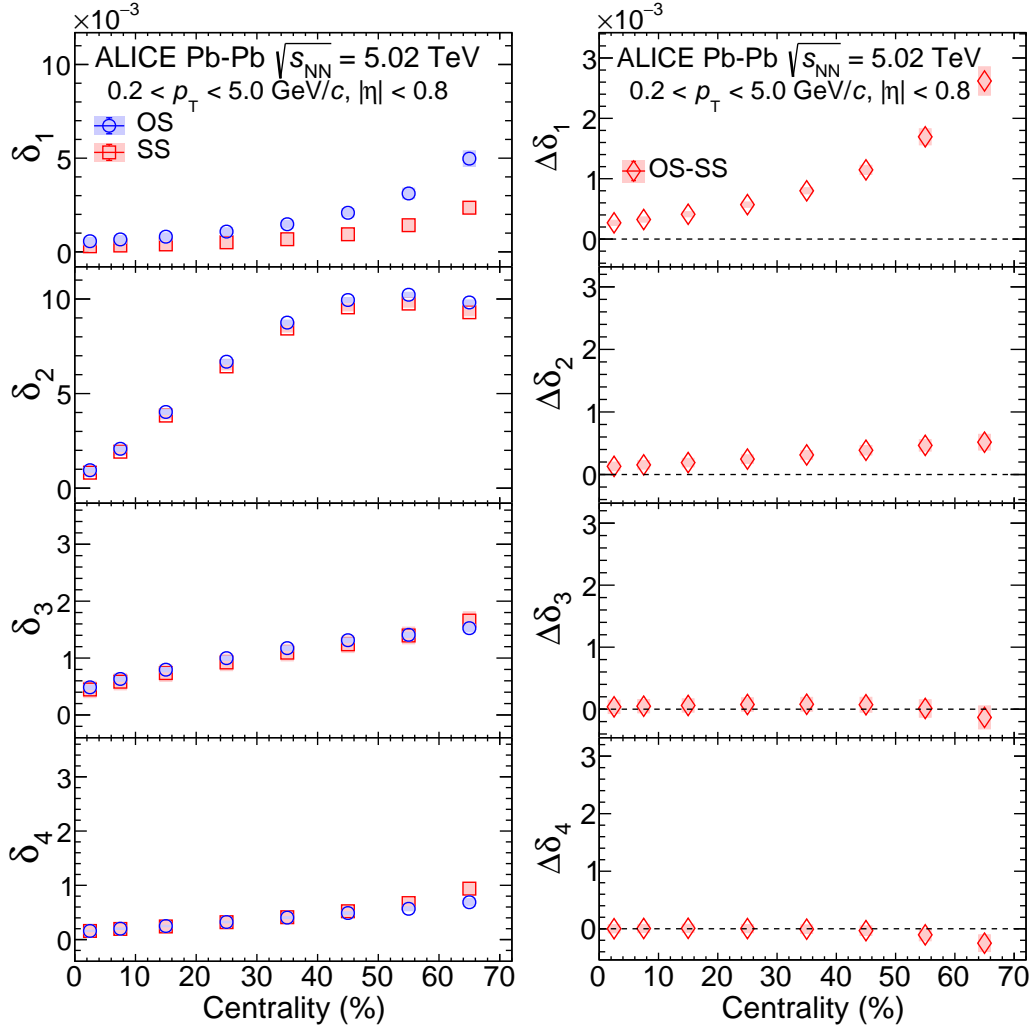 ×10⁻³
ALICE Pb-Pb √s_NN = 5.02 TeV
0.2 < p_T < 5.0 GeV/c, |η| < 0.8
OS
SS
δ₁
10
5
0
δ₂
10
5
0
δ₃
3
2
1
0
δ₄
3
2
1
0
0 10 20 30 40 50 60 70
Centrality (%)
×10⁻³
ALICE Pb-Pb √s_NN = 5.02 TeV
0.2 < p_T < 5.0 GeV/c, |η| < 0.8
OS-SS
Δδ₁
3
2
1
0
Δδ₂
3
2
1
0
Δδ₃
3
2
1
0
Δδ₄
3
2
1
0
0 10 20 30 40 50 60 70
Centrality (%)